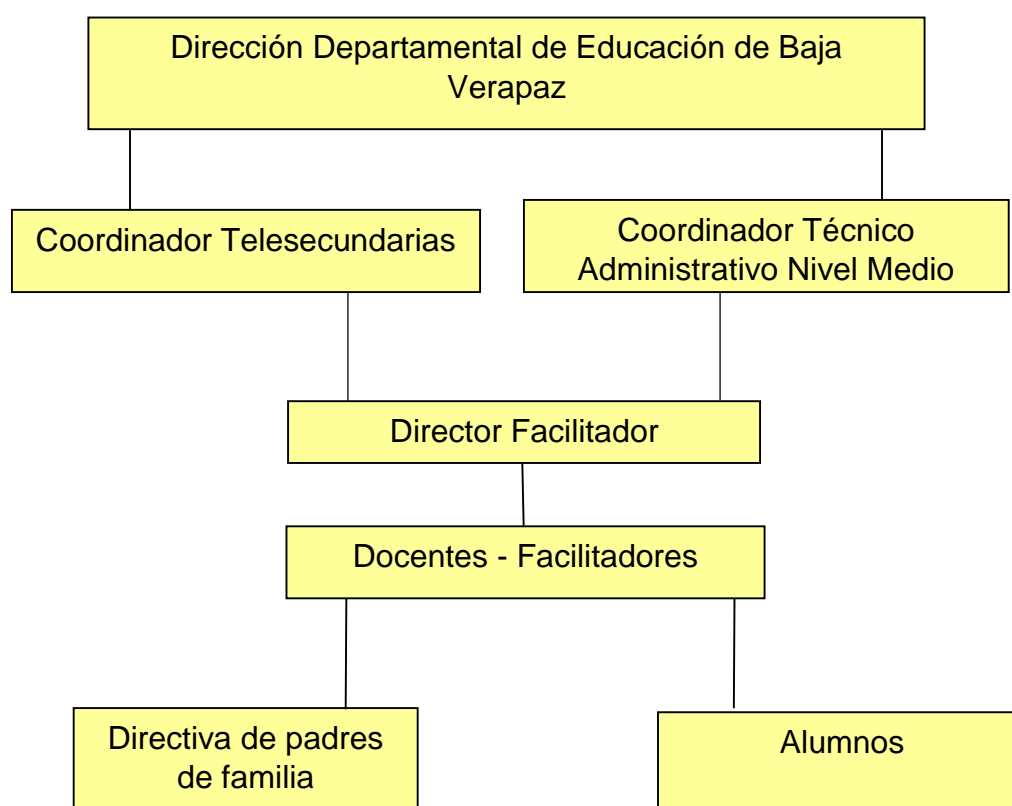 Dirección Departamental de Educación de Baja
Verapaz
Coordinador Telesecundarias
Coordinador Técnico
Administrativo Nivel Medio
Director Facilitador
Docentes - Facilitadores
Directiva de padres
de familia
Alumnos